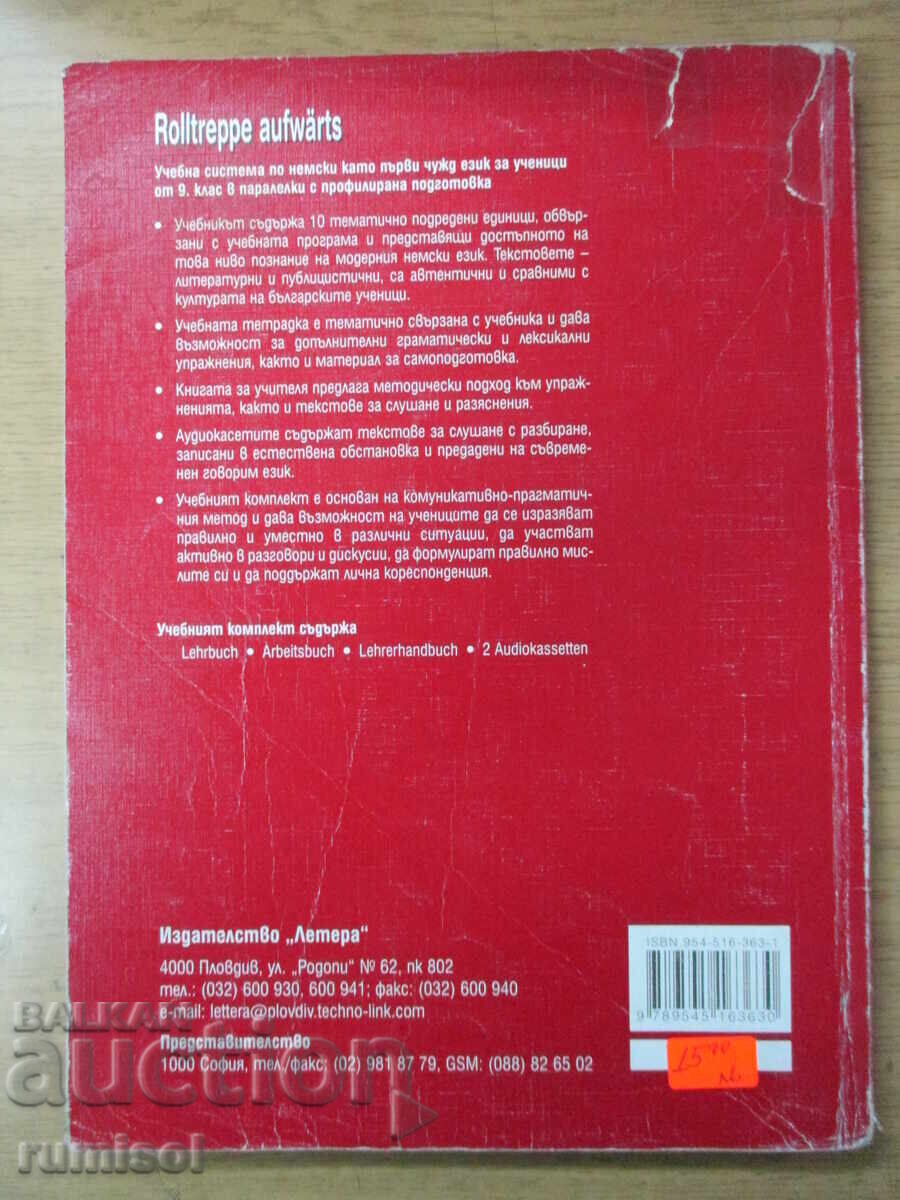 Rolltreppe aufwärts
Учебна система по немски като първи чужд език за ученици
от 9. клас в паралелки с профилирана подготовка
• Учебникът съдържа 10 тематично подредени единици, обвър-
зани с учебната програма и представящи достъпното на
това ниво познание на модерния немски език. Текстовете –
литературни и публицистични, са автентични и сравними с
културата на българските ученици.
• Учебната тетрадка е тематично свързана с учебника и дава
възможност за допълнителни граматически и лексикални
упражнения, както и материал за самоподготовка.
• Книгата за учителя предлага методически подход към упраж-
ненията, както и текстове за слушане и разяснения.
• Аудиокасетите съдържат текстове за слушане с разбиране,
записани в естествена обстановка и предадени на съвреме-
нен говорим език.
• Учебният комплект е основан на комуникативно-прагматич-
ния метод и дава възможност на учениците да се изразяват
правилно и уместно в различни ситуации, да участват
активно в разговори и дискусии, да формулират правилно мис-
лите си и да поддържат лична кореспонденция.
Учебният комплект съдържа
Lehrbuch • Arbeitsbuch • Lehrerhandbuch • 2 Audiokassetten
Издателство „Летера“
4000 Пловдив, ул. „Родопи“ № 62, пк 802
тел.: (032) 600 930, 600 941; факс: (032) 600 940
e-mail: lettera@plovdiv.techno-link.com
Представителство
1000 София, тел./факс: (02) 981 87 79, GSM: (088) 82 65 02
ISBN 954-516-363-1
9 789545 163630
15
BALKAN
auction
rumisol